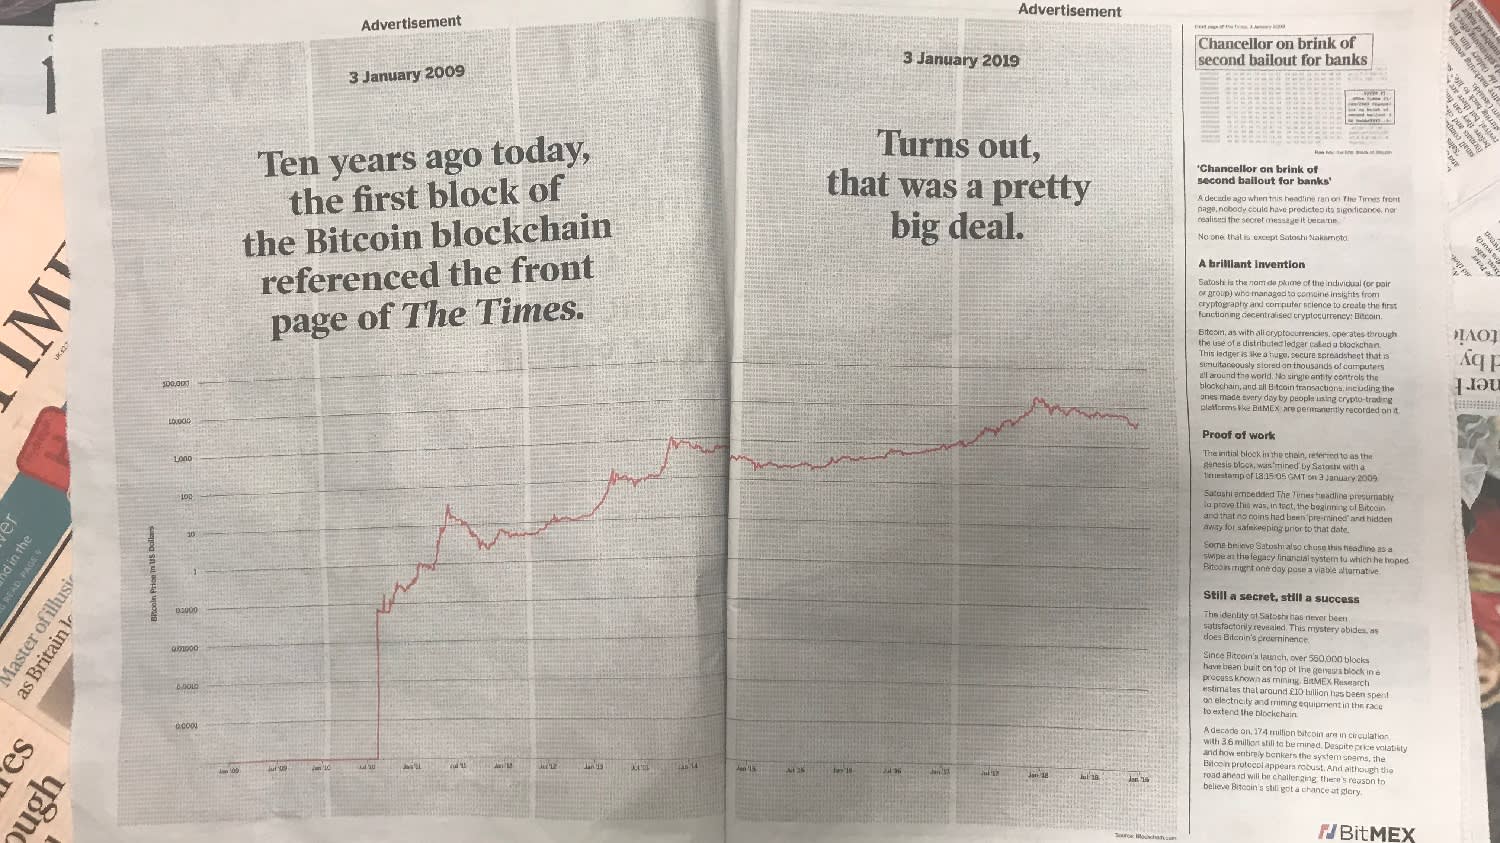 Advertisement
3 January 2009
Ten years ago today,
the first block of
the Bitcoin blockchain
referenced the front
page of The Times.
Bitcoin Price in US Dollars
100,000
10,000
1,000
100
10
1
0.1000
0.01000
0.0010
0.0001
Jan '09
Jul '09
Jan '10
Jul '10
Jan '11
Jul '11
Jan '12
Jul '12
Jan '13
Jul '13
Jan '14
Advertisement
3 January 2019
Turns out,
that was a pretty
big deal.
Jan '15
Jul '15
Jan '16
Jul '16
Jan '17
Jul '17
Jan '18
Jul '18
Jan '19
Source: Blockchain.com
Front page of The Times, 3 January 2009
Chancellor on brink of
second bailout for banks
'Chancellor on brink of
second bailout for banks'
A decade ago when this headline ran on The Times front
page, nobody could have predicted its significance, nor
realised the secret message it became.
No one, that is, except Satoshi Nakamoto.
A brilliant invention
Satoshi is the nom de plume of the individual (or pair
or group) who managed to combine insights from
cryptography and computer science to create the first
functioning decentralised cryptocurrency: Bitcoin.
Bitcoin, as with all cryptocurrencies, operates through
the use of a distributed ledger called a blockchain.
This ledger is like a huge, secure spreadsheet that is
simultaneously stored on thousands of computers
all around the world. No single entity controls the
blockchain, and all Bitcoin transactions, including the
ones made every day by people using crypto-trading
platforms like BitMEX, are permanently recorded on it.
Proof of work
The initial block in the chain, referred to as the
genesis block, was 'mined' by Satoshi with a
timestamp of 18:15:05 GMT on 3 January 2009.
Satoshi embedded The Times headline presumably
to prove this was, in fact, the beginning of Bitcoin
and that no coins had been 'pre-mined' and hidden
away for safekeeping prior to that date.
Some believe Satoshi also chose this headline as a
swipe at the legacy financial system to which he hoped
Bitcoin might one day pose a viable alternative.
Still a secret, still a success
The identity of Satoshi has never been
satisfactorily revealed. This mystery abides, as
does Bitcoin's preeminence.
Since Bitcoin's launch, over 550,000 blocks
have been built on top of the genesis block in a
process known as mining. BitMEX Research
estimates that around £10 billion has been spent
on electricity and mining equipment in the race
to extend the blockchain.
A decade on, 17.4 million bitcoin are in circulation,
with 3.6 million still to be mined. Despite price volatility
and how entirely bonkers the system seems, the
Bitcoin protocol appears robust. And although the
road ahead will be challenging, there's reason to
believe Bitcoin's still got a chance at glory.
BitMEX
Master of illusi
as Britain